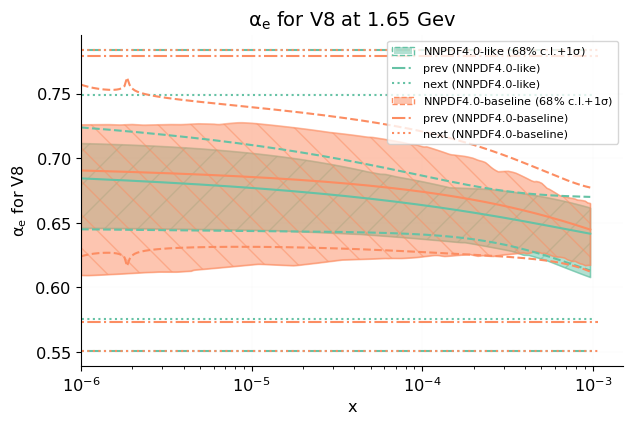 αe for V8 at 1.65 Gev
NNPDF4.0-like (68% c.l.+1σ)
prev (NNPDF4.0-like)
next (NNPDF4.0-like)
NNPDF4.0-baseline (68% c.l.+1σ)
prev (NNPDF4.0-baseline)
next (NNPDF4.0-baseline)
αe for V8
0.75
0.70
0.65
0.60
0.55
10⁻⁶
10⁻⁵
10⁻⁴
10⁻³
x